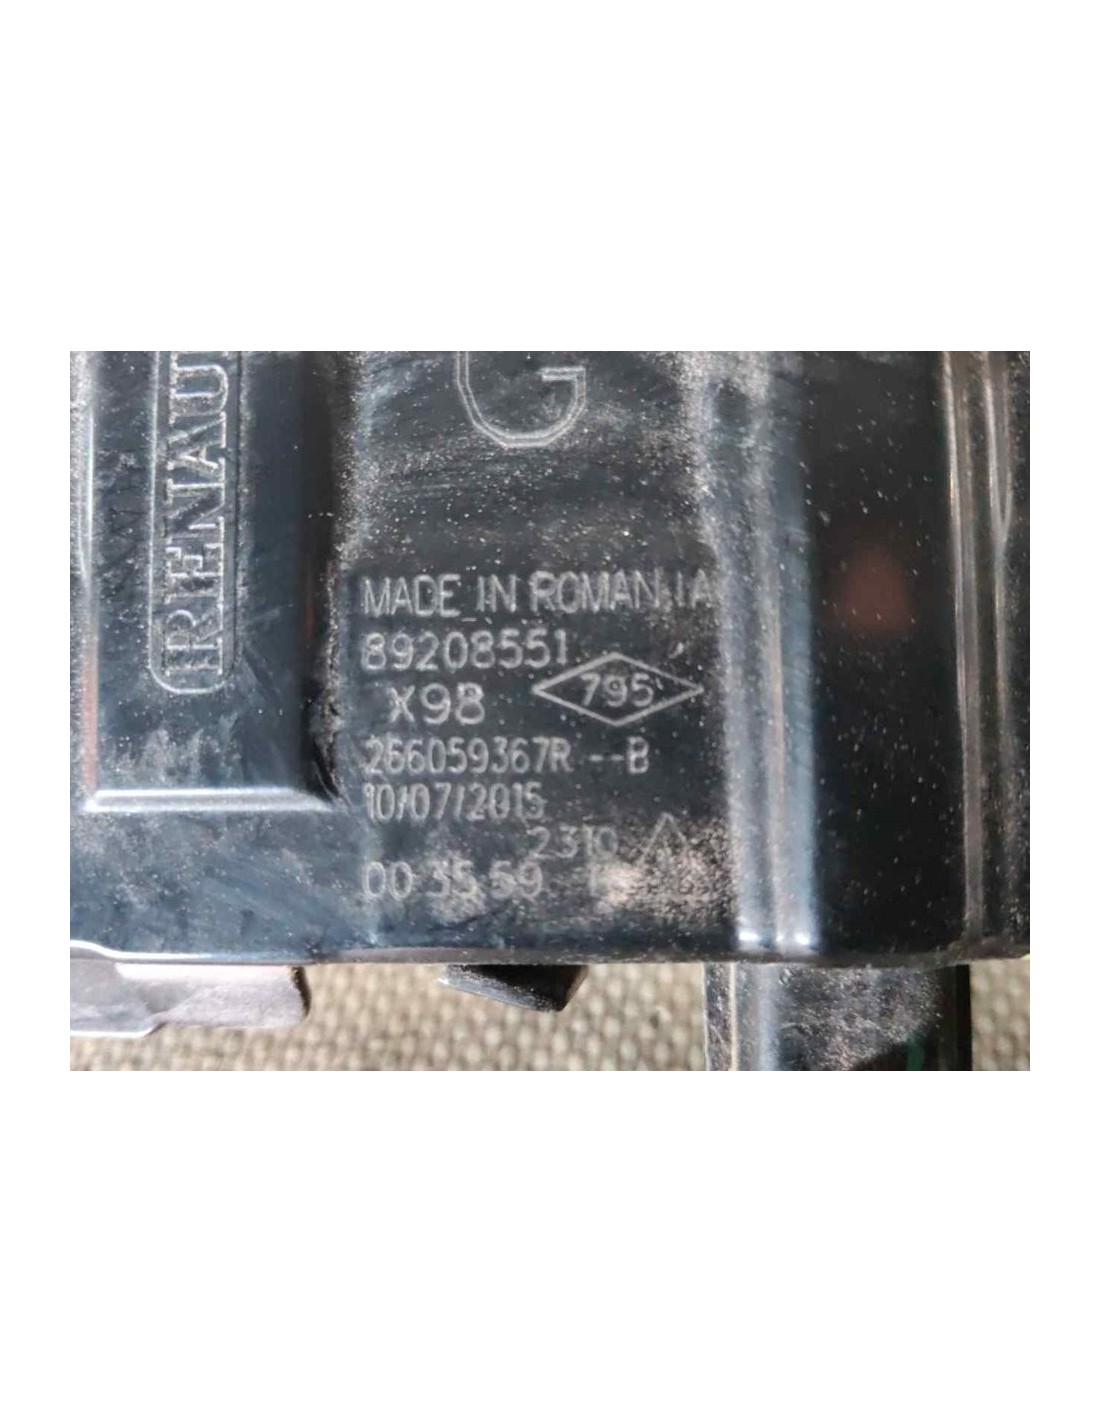 RENAU
G
MADE IN ROMANIA
89208551
X98
795
266059367R --B
10/07/2015
2310
00 35 59